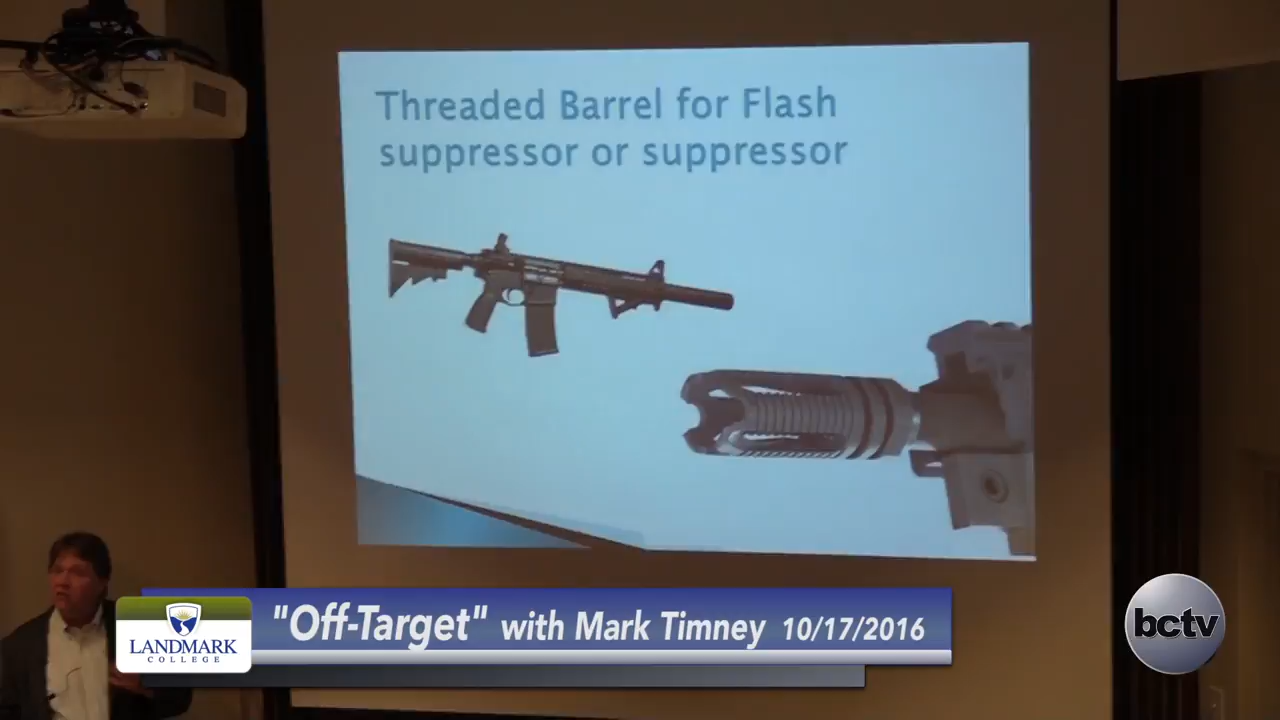 Threaded Barrel for Flash
suppressor or suppressor
"Off-Target" with Mark Timney 10/17/2016
LANDMARK
COLLEGE
bctv